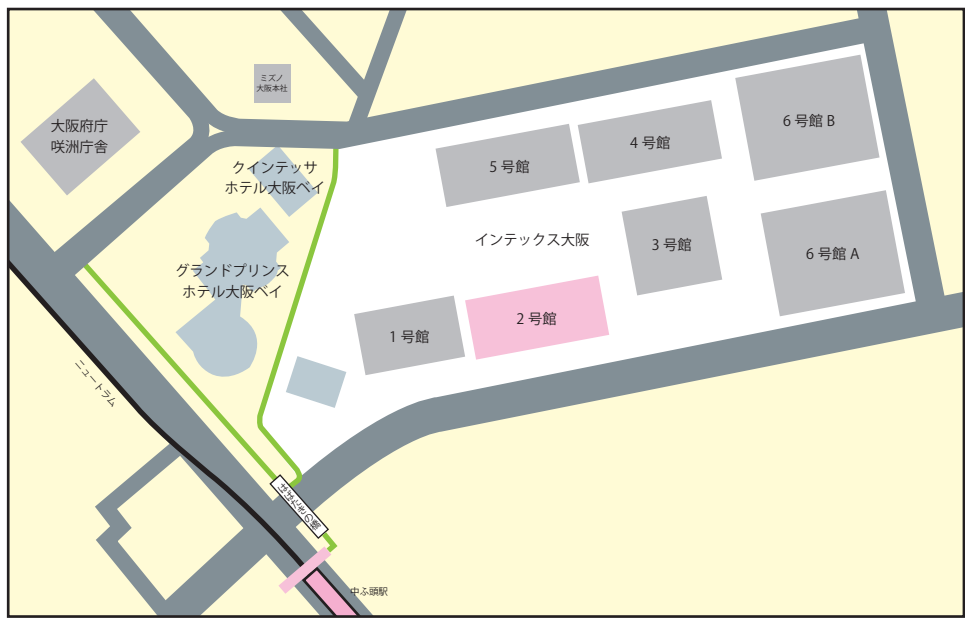 ミズノ
大阪本社
大阪府庁
咲洲庁舎
クインテッサ
ホテル大阪ベイ
グランドプリンス
ホテル大阪ベイ
ニュートラム
5 号館
4 号館
6 号館 B
インテックス大阪
3 号館
6 号館 A
1 号館
2 号館
中ふ頭駅